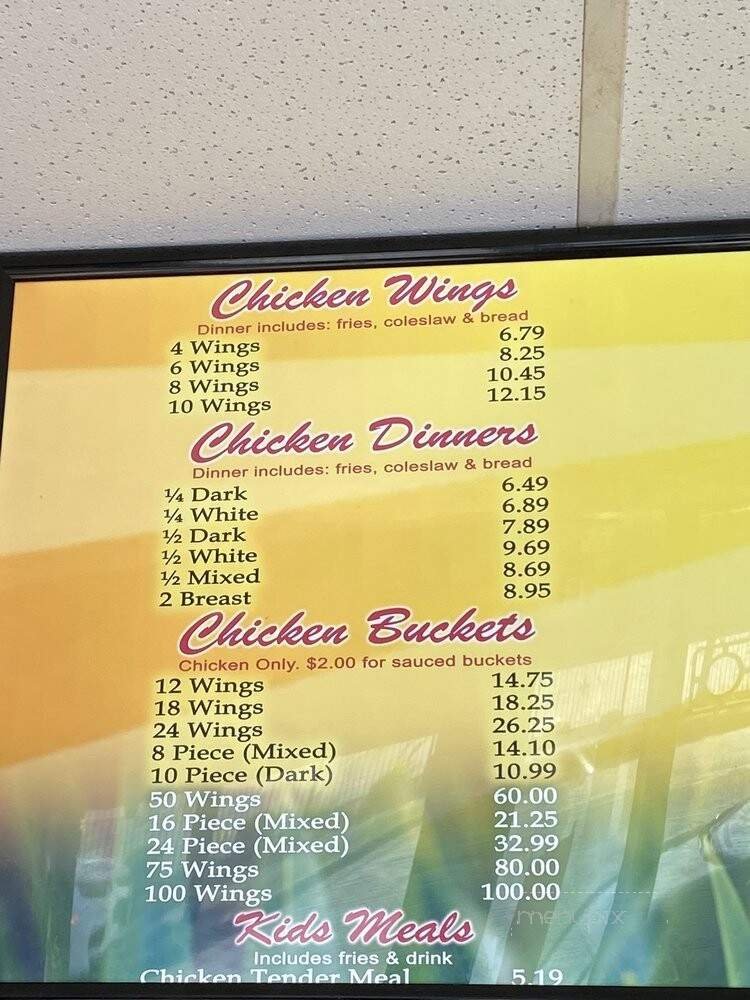 Chicken Wings
Dinner includes: fries, coleslaw & bread
4 Wings 6.79
6 Wings 8.25
8 Wings 10.45
10 Wings 12.15
Chicken Dinners
Dinner includes: fries, coleslaw & bread
¼ Dark 6.49
¼ White 6.89
½ Dark 7.89
½ White 9.69
½ Mixed 8.69
2 Breast 8.95
Chicken Buckets
Chicken Only. $2.00 for sauced buckets
12 Wings 14.75
18 Wings 18.25
24 Wings 26.25
8 Piece (Mixed) 14.10
10 Piece (Dark) 10.99
50 Wings 60.00
16 Piece (Mixed) 21.25
24 Piece (Mixed) 32.99
75 Wings 80.00
100 Wings 100.00
menupix
Kids Meals
Includes fries & drink
Chicken Tender Meal 5.19